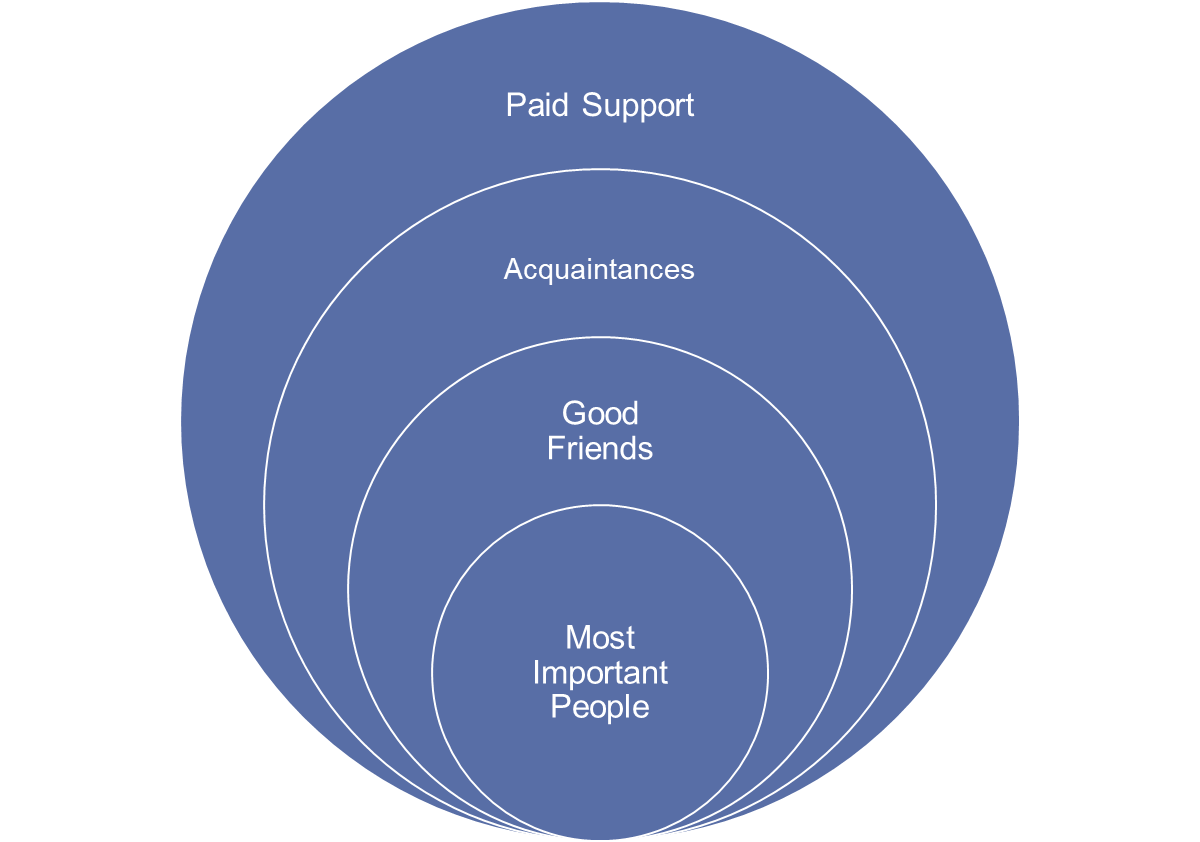 Paid Support
Acquaintances
Good
Friends
Most
Important
People